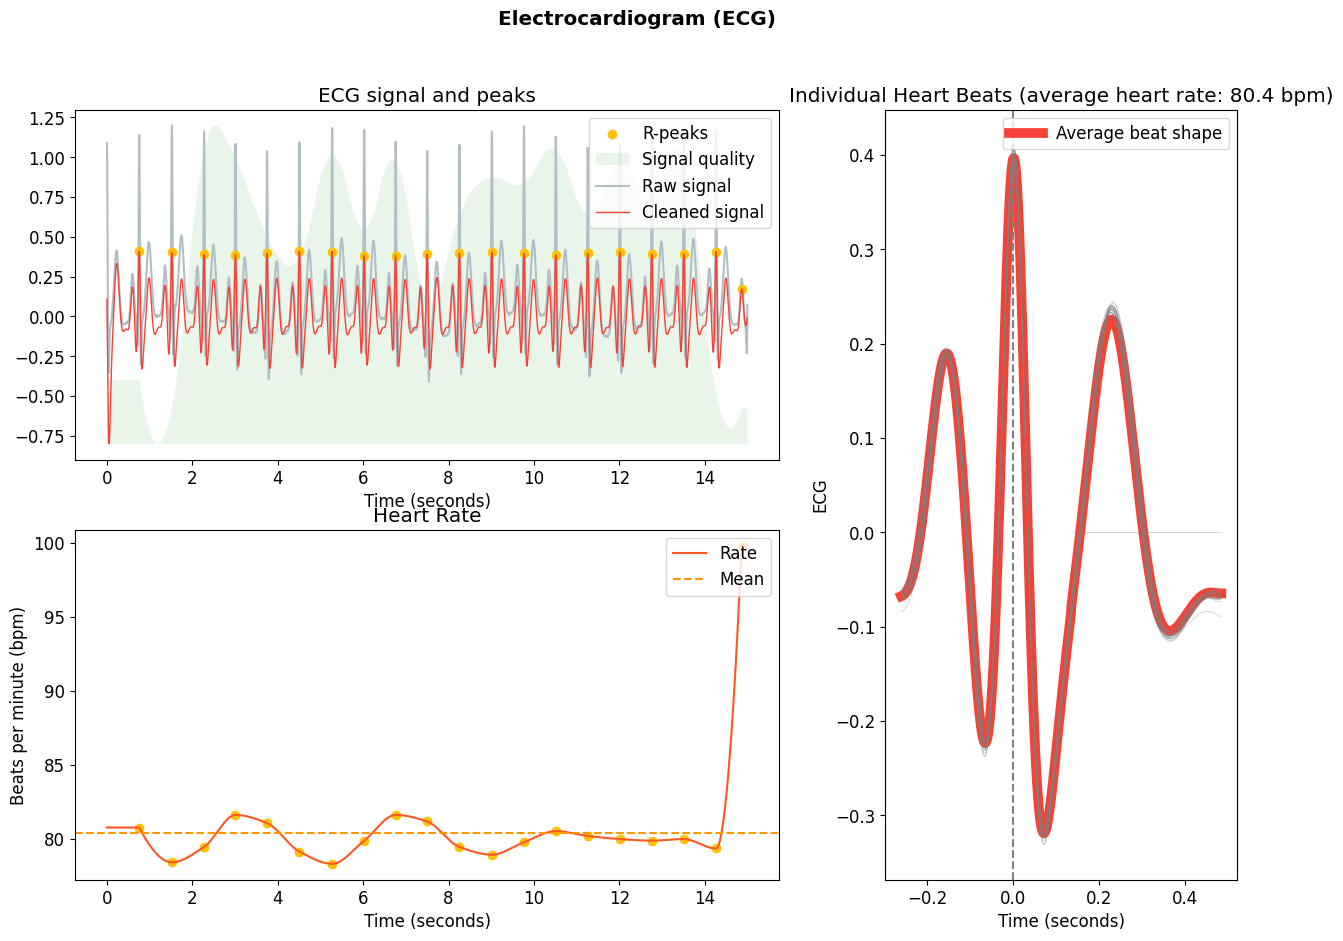 Electrocardiogram (ECG)
ECG signal and peaks
1.25
1.00
0.75
0.50
0.25
0.00
−0.25
−0.50
−0.75
R-peaks
Signal quality
Raw signal
Cleaned signal
0 2 4 6 8 10 12 14
Time (seconds)
Heart Rate
Beats per minute (bpm)
100
95
90
85
80
Rate
Mean
0 2 4 6 8 10 12 14
Time (seconds)
Individual Heart Beats (average heart rate: 80.4 bpm)
Average beat shape
ECG
0.4
0.3
0.2
0.1
0.0
−0.1
−0.2
−0.3
−0.2 0.0 0.2 0.4
Time (seconds)